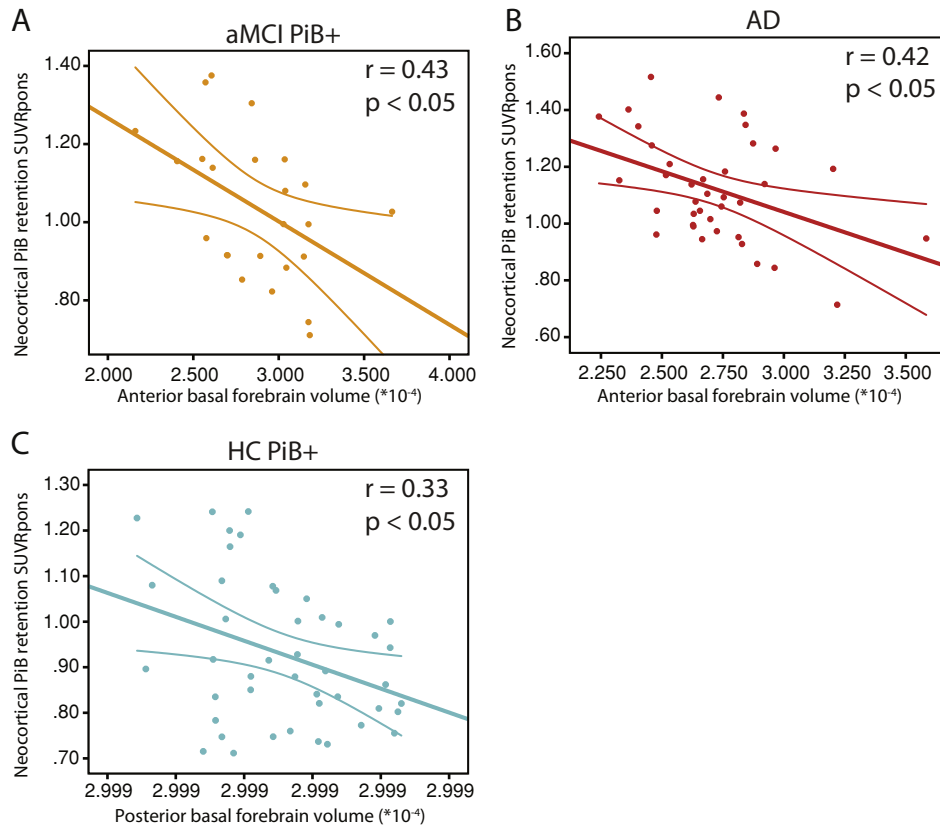 A
aMCI PiB+
r = 0.43
p < 0.05
Neocortical PiB retention SUVRpons
1.40
1.20
1.00
.80
2.000 2.500 3.000 3.500 4.000
Anterior basal forebrain volume (*10-4)
B
AD
r = 0.42
p < 0.05
Neocortical PiB retention SUVRpons
1.60
1.40
1.20
1.00
.80
.60
2.250 2.500 2.750 3.000 3.250 3.500
Anterior basal forebrain volume (*10-4)
C
HC PiB+
r = 0.33
p < 0.05
Neocortical PiB retention SUVRpons
1.30
1.20
1.10
1.00
.90
.80
.70
2.999 2.999 2.999 2.999 2.999 2.999
Posterior basal forebrain volume (*10-4)